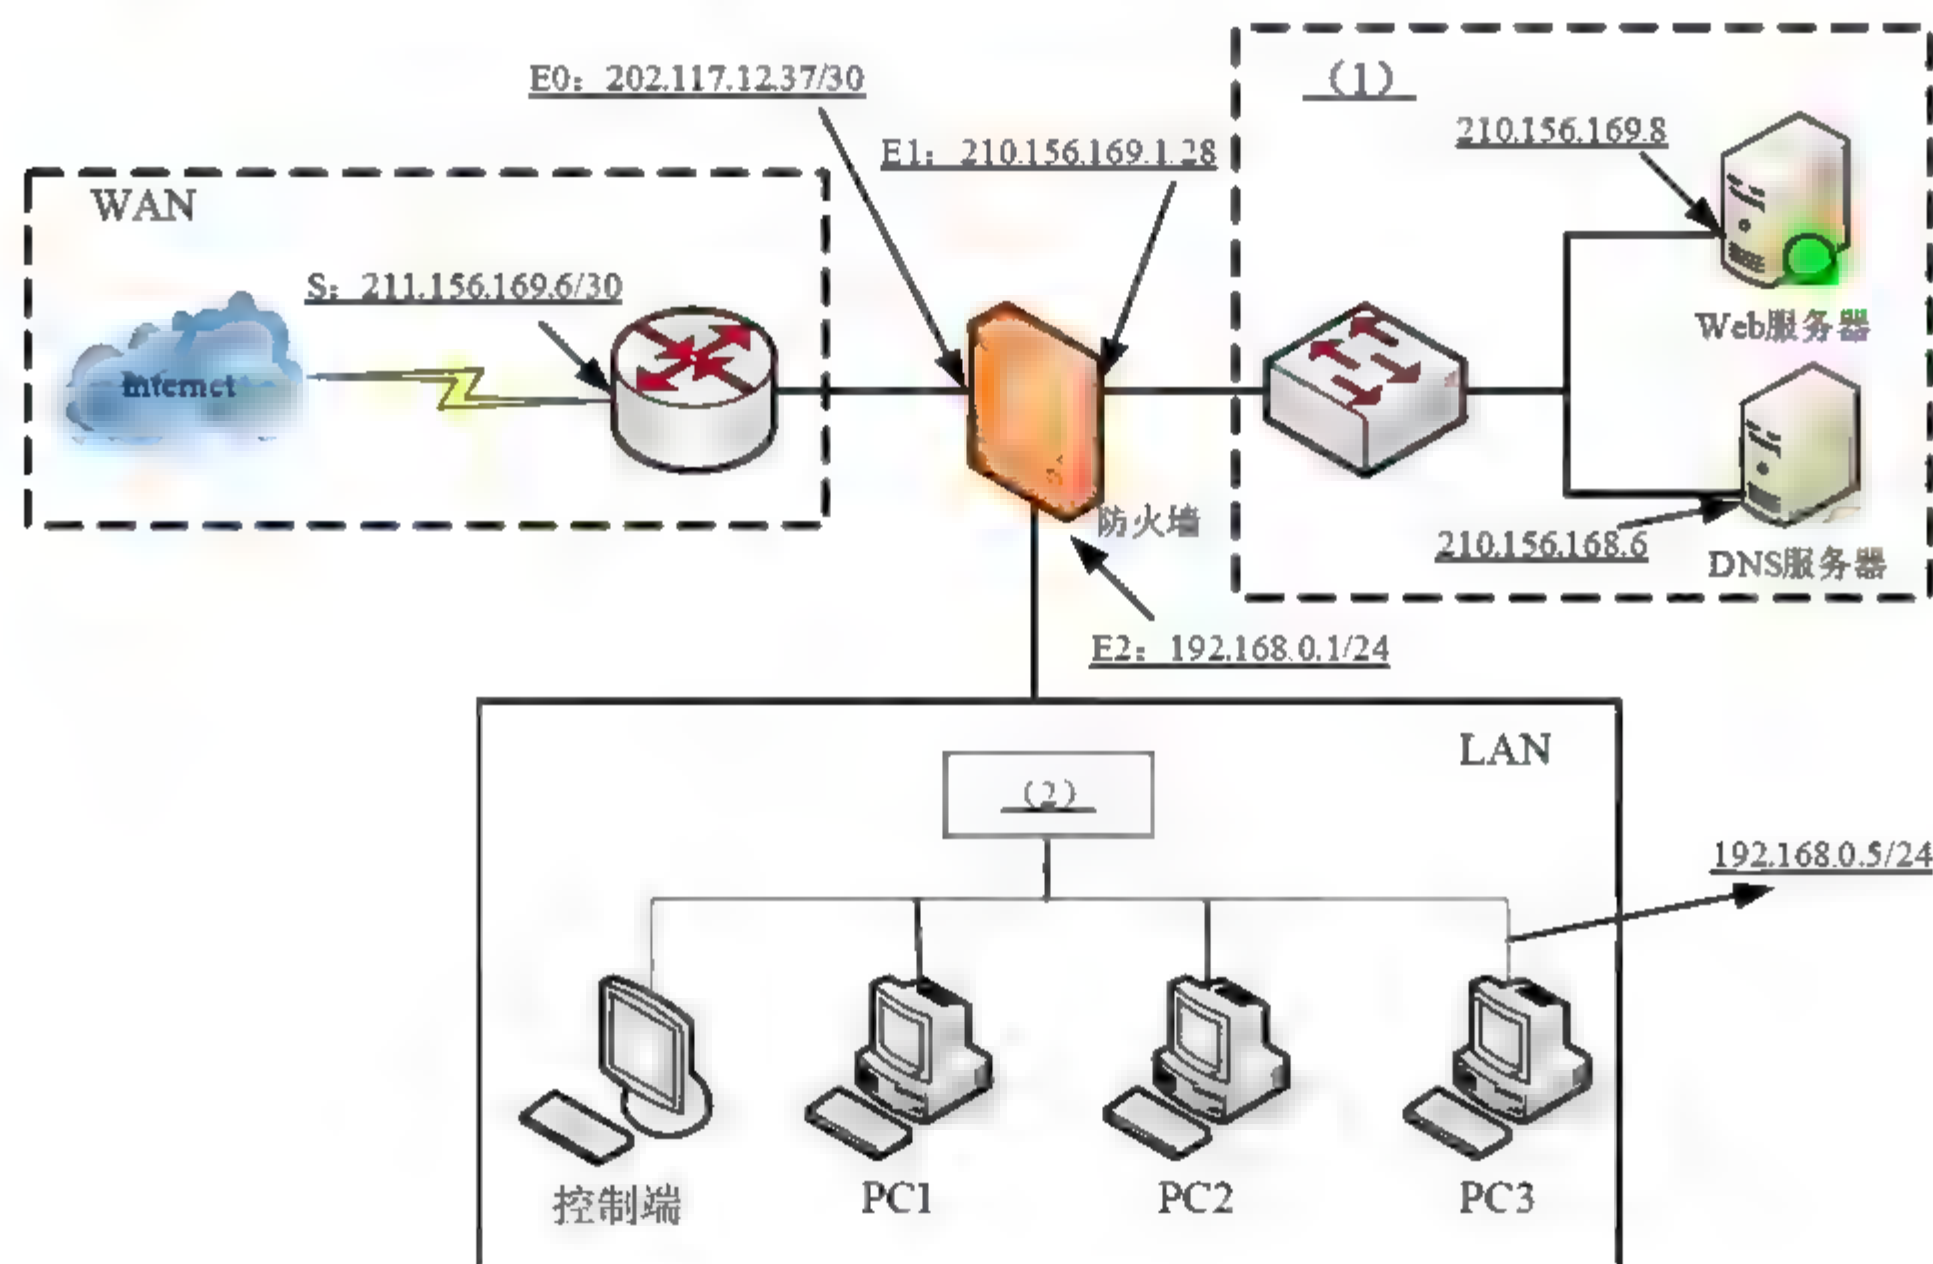 E0：202.117.12.37/30
（1）
210.156.169.8
E1：210.156.169.1.28
WAN
S：211.156.169.6/30
Internet
Web服务器
防火墙
210.156.168.6
DNS服务器
E2：192.168.0.1/24
LAN
（2）
192.168.0.5/24
控制端
PC1
PC2
PC3